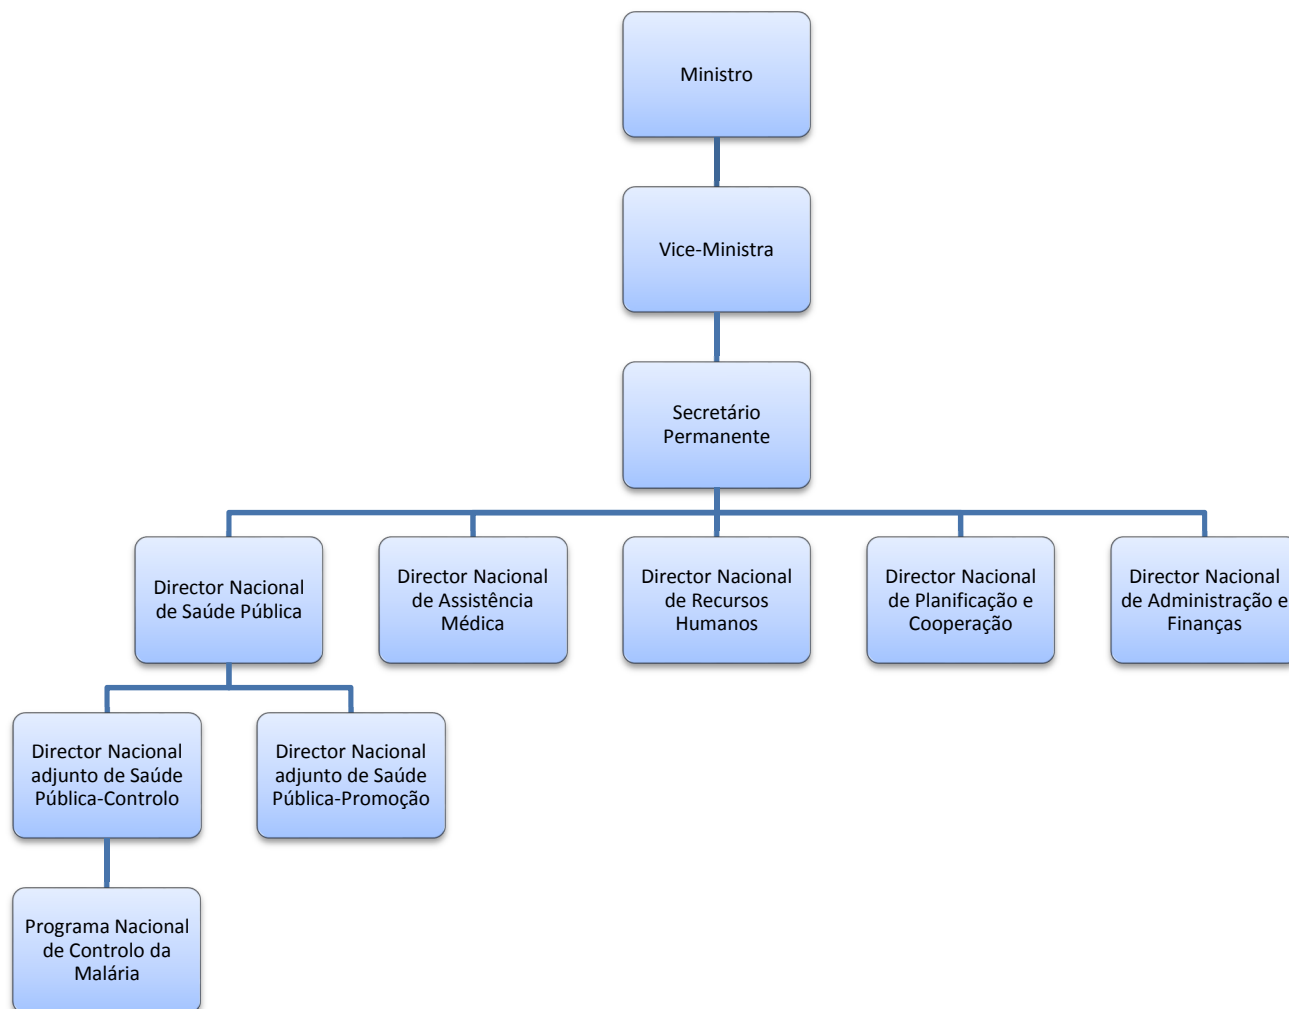 Ministro
Vice-Ministra
Secretário
Permanente
Director Nacional
de Saúde Pública
Director Nacional
de Assistência
Médica
Director Nacional
de Recursos
Humanos
Director Nacional
de Planificação e
Cooperação
Director Nacional
de Administração e
Finanças
Director Nacional
adjunto de Saúde
Pública-Controlo
Director Nacional
adjunto de Saúde
Pública-Promoção
Programa Nacional
de Controlo da
Malária